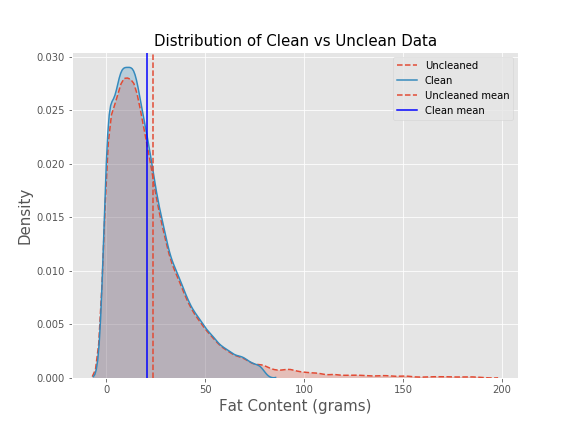 Distribution of Clean vs Unclean Data
0.030
0.025
0.020
0.015
0.010
0.005
0.000
Density
Uncleaned
Clean
Uncleaned mean
Clean mean
0 50 100 150 200
Fat Content (grams)